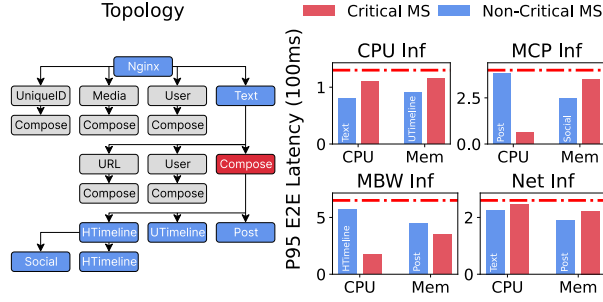 Topology
Nginx
UniqueID Media User Text
Compose Compose Compose
URL User Compose
Compose Compose
HTimeline UTimeline Post
Social HTimeline
Critical MS Non-Critical MS
P95 E2E Latency (100ms)
CPU Inf
1
0
Text
UTimeline
CPU Mem
MCP Inf
2.5
0.0
Post
Social
CPU Mem
MBW Inf
5
0
HTimeline
Post
CPU Mem
Net Inf
2
0
Text
Post
CPU Mem